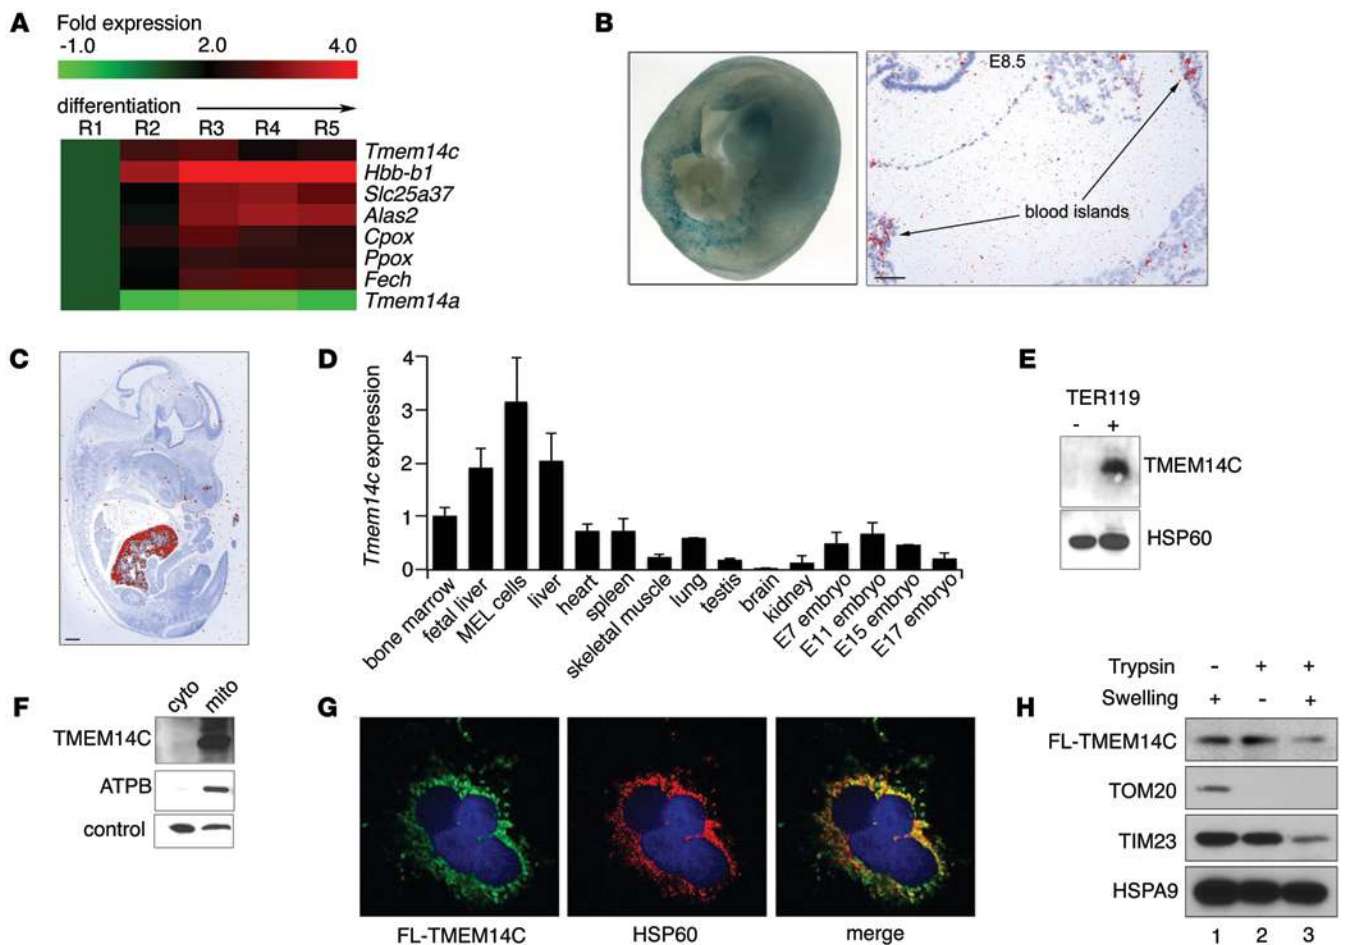 A
Fold expression
-1.0 2.0 4.0
differentiation
R1 R2 R3 R4 R5
Tmem14c
Hbb-b1
Slc25a37
Alas2
Cpox
Ppox
Fech
Tmem14a
B
E8.5
blood islands
C
D
Tmem14c expression
4
3
2
1
0
bone marrow
fetal liver
MEL cells
liver
heart
spleen
skeletal muscle
lung
testis
brain
kidney
E7 embryo
E11 embryo
E15 embryo
E17 embryo
E
TER119
- +
TMEM14C
HSP60
F
cyto mito
TMEM14C
ATPB
control
G
FL-TMEM14C HSP60 merge
H
Trypsin - + +
Swelling + - +
FL-TMEM14C
TOM20
TIM23
HSPA9
1 2 3